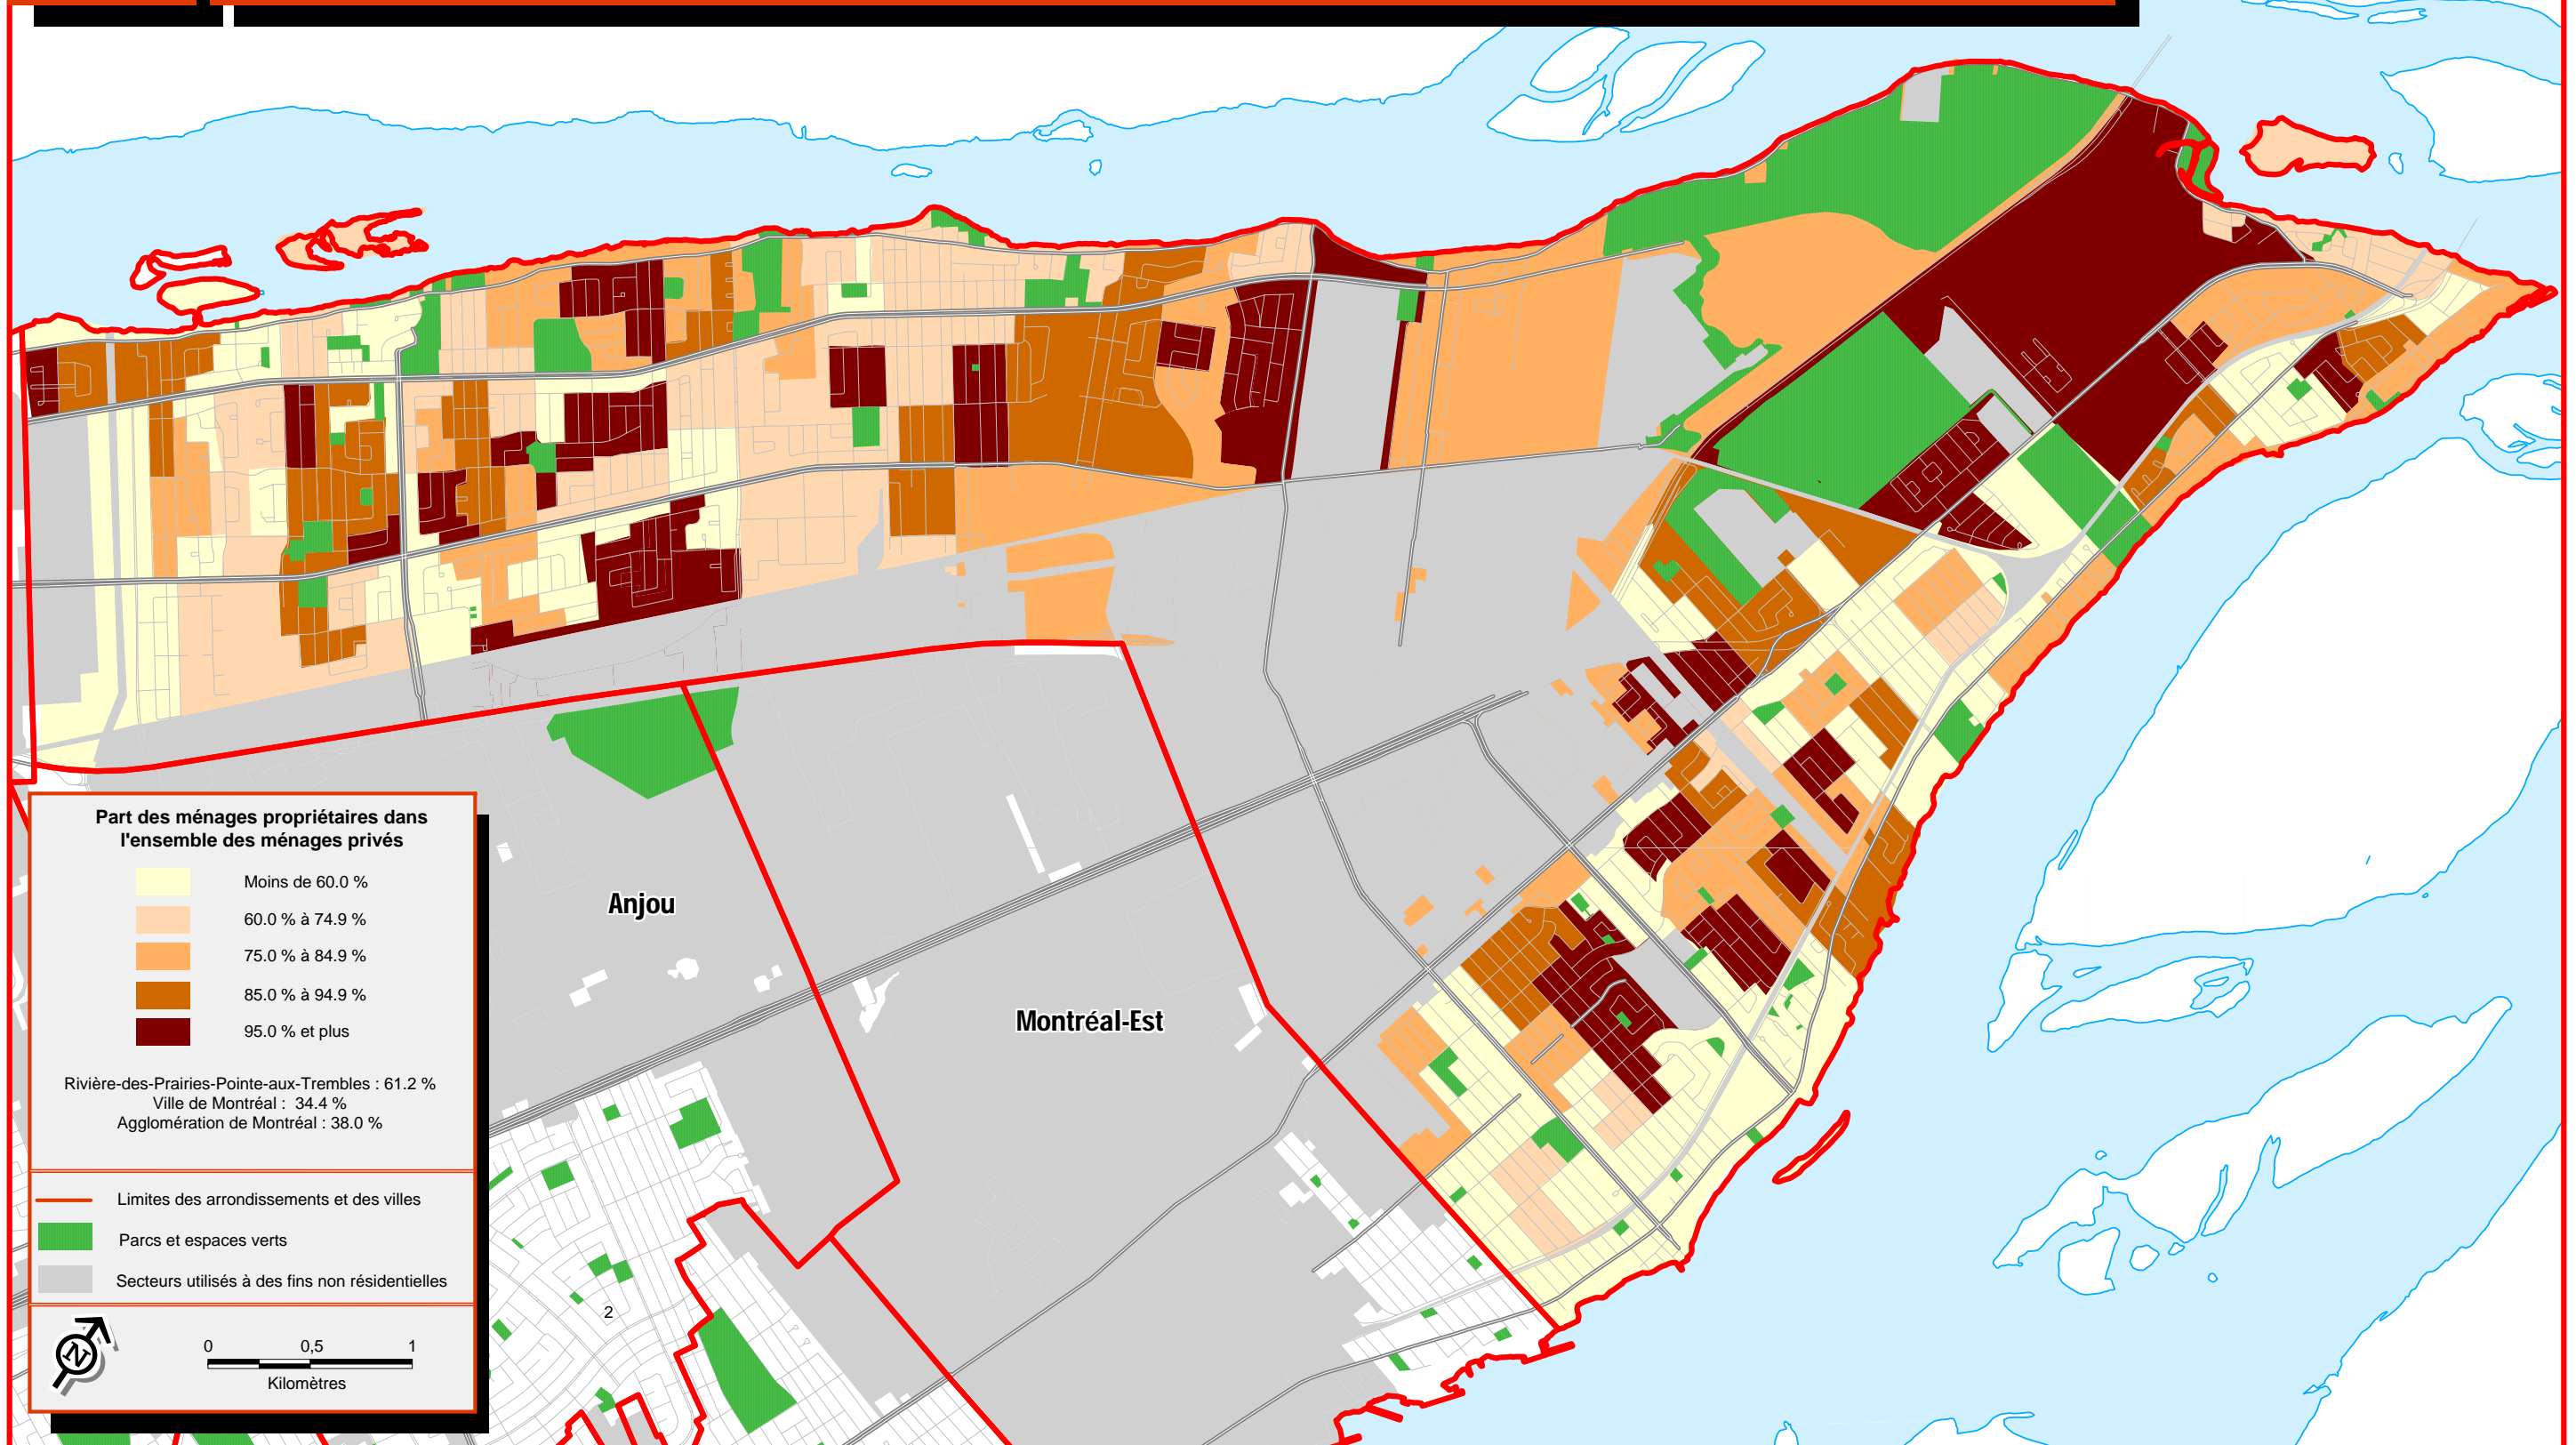 Anjou
Montréal-Est
2
Part des ménages propriétaires dans
l'ensemble des ménages privés
Moins de 60.0 %
60.0 % à 74.9 %
75.0 % à 84.9 %
85.0 % à 94.9 %
95.0 % et plus
Rivière-des-Prairies-Pointe-aux-Trembles : 61.2 %
Ville de Montréal :  34.4 %
Agglomération de Montréal : 38.0 %
Limites des arrondissements et des villes
Parcs et espaces verts
Secteurs utilisés à des fins non résidentielles
N
0 0,5 1
Kilomètres